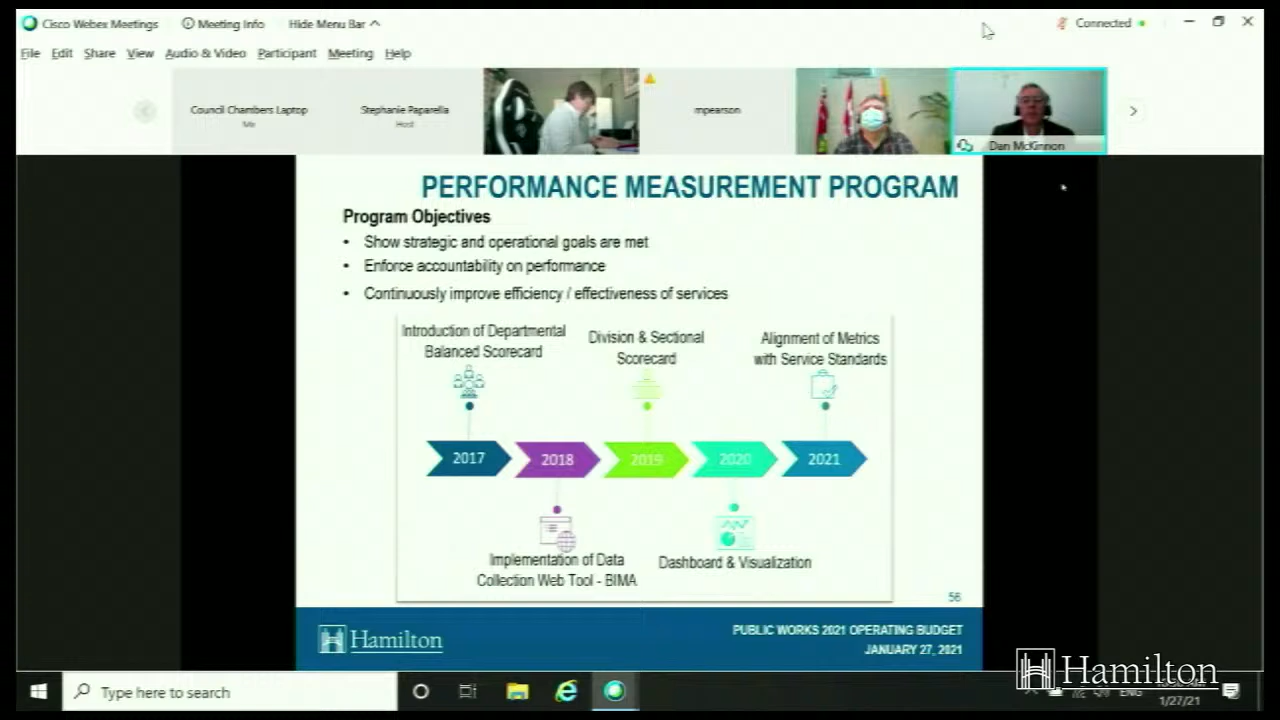 Cisco Webex Meetings
Meeting Info
Hide Menu Bar
Connected
File Edit Share View Audio & Video Participant Meeting Help
Council Chambers Laptop
Me
Stephanie Paparella
Host
mpearson
Dan McKinnon
PERFORMANCE MEASUREMENT PROGRAM
Program Objectives
• Show strategic and operational goals are met
• Enforce accountability on performance
• Continuously improve efficiency / effectiveness of services
Introduction of Departmental
Balanced Scorecard
Division & Sectional
Scorecard
Alignment of Metrics
with Service Standards
2017
2018
2019
2020
2021
Implementation of Data
Collection Web Tool - BIMA
Dashboard & Visualization
56
Hamilton
PUBLIC WORKS 2021 OPERATING BUDGET
JANUARY 27, 2021
Hamilton
Type here to search
ENG
1/27/21